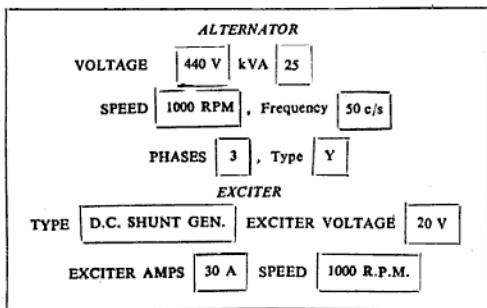 ALTERNATOR
VOLTAGE 440 V kVA 25
SPEED 1000 RPM , Frequency 50 c/s
PHASES 3 , Type Y
EXCITER
TYPE D.C. SHUNT GEN. EXCITER VOLTAGE 20 V
EXCITER AMPS 30 A SPEED 1000 R.P.M.